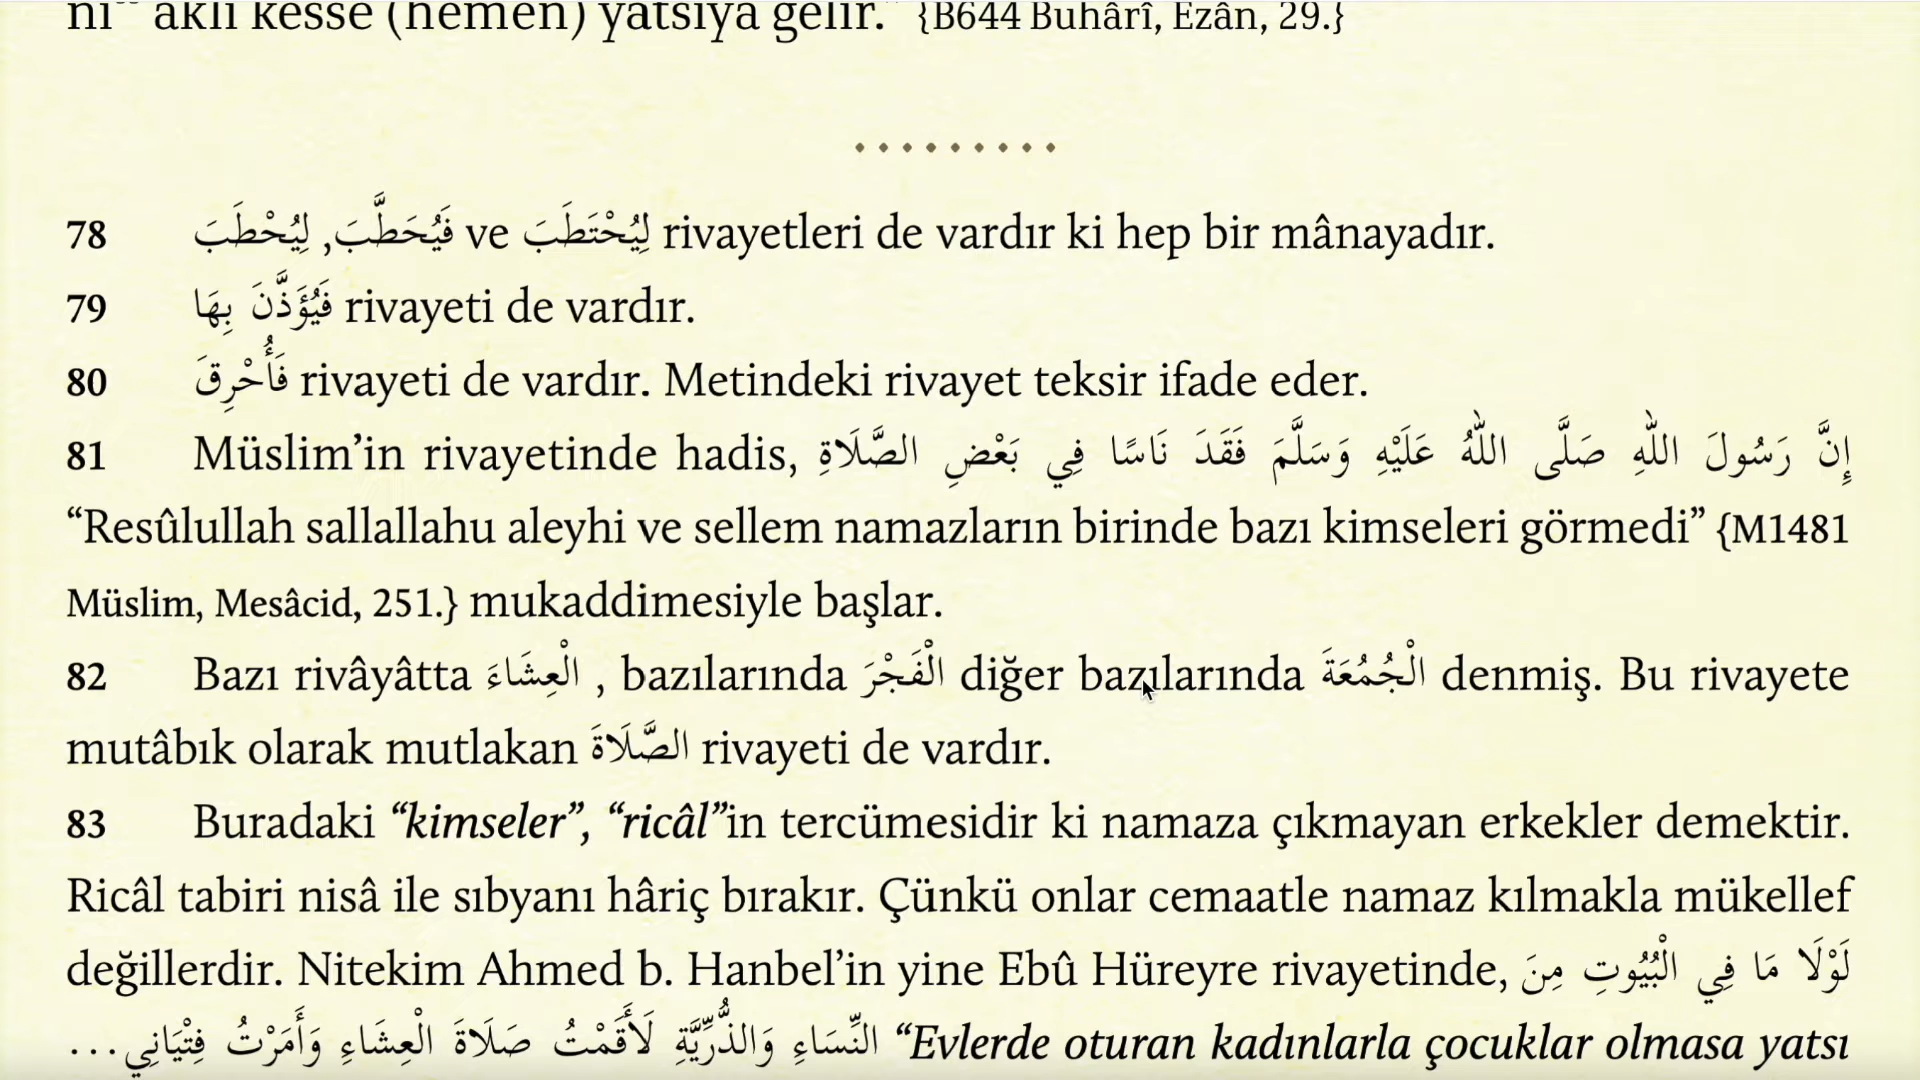 ni” aklı kesse (hemen) yatsıya gelir.” {B644 Buhârî, Ezân, 29.}
78 لِيُحْطَبَ ,فَيُحَطَّبَ ve لِيُحْتَطَبَ rivayetleri de vardır ki hep bir mânayadır.
79 فَيُؤَذَّنَ بِهَا rivayeti de vardır.
80 فَأُحْرِقَ rivayeti de vardır. Metindeki rivayet teksir ifade eder.
81 Müslim’in rivayetinde hadis, إِنَّ رَسُولَ اللهِ صَلَّى اللهُ عَلَيْهِ وَسَلَّمَ فَقَدَ نَاسًا فِي بَعْضِ الصَّلَاةِ
“Resûlullah sallallahu aleyhi ve sellem namazların birinde bazı kimseleri görmedi” {M1481
Müslim, Mesâcid, 251.} mukaddimesiyle başlar.
82 Bazı rivâyâtta الْعِشَاءَ , bazılarında الْفَجْرَ diğer bazılarında الْجُمُعَةَ denmiş. Bu rivayete
mutâbık olarak mutlakan الصَّلَاةَ rivayeti de vardır.
83 Buradaki “kimseler”, “ricâl”in tercümesidir ki namaza çıkmayan erkekler demektir.
Ricâl tabiri nisâ ile sıbyanı hâriç bırakır. Çünkü onlar cemaatle namaz kılmakla mükellef
değillerdir. Nitekim Ahmed b. Hanbel’in yine Ebû Hüreyre rivayetinde, لَوْلَا مَا فِي الْبُيُوتِ مِنَ
النِّسَاءِ وَالذُّرِّيَّةِ لَأَقَمْتُ صَلَاةَ الْعِشَاءِ وَأَمَرْتُ فِتْيَانِي... “Evlerde oturan kadınlarla çocuklar olmasa yatsı